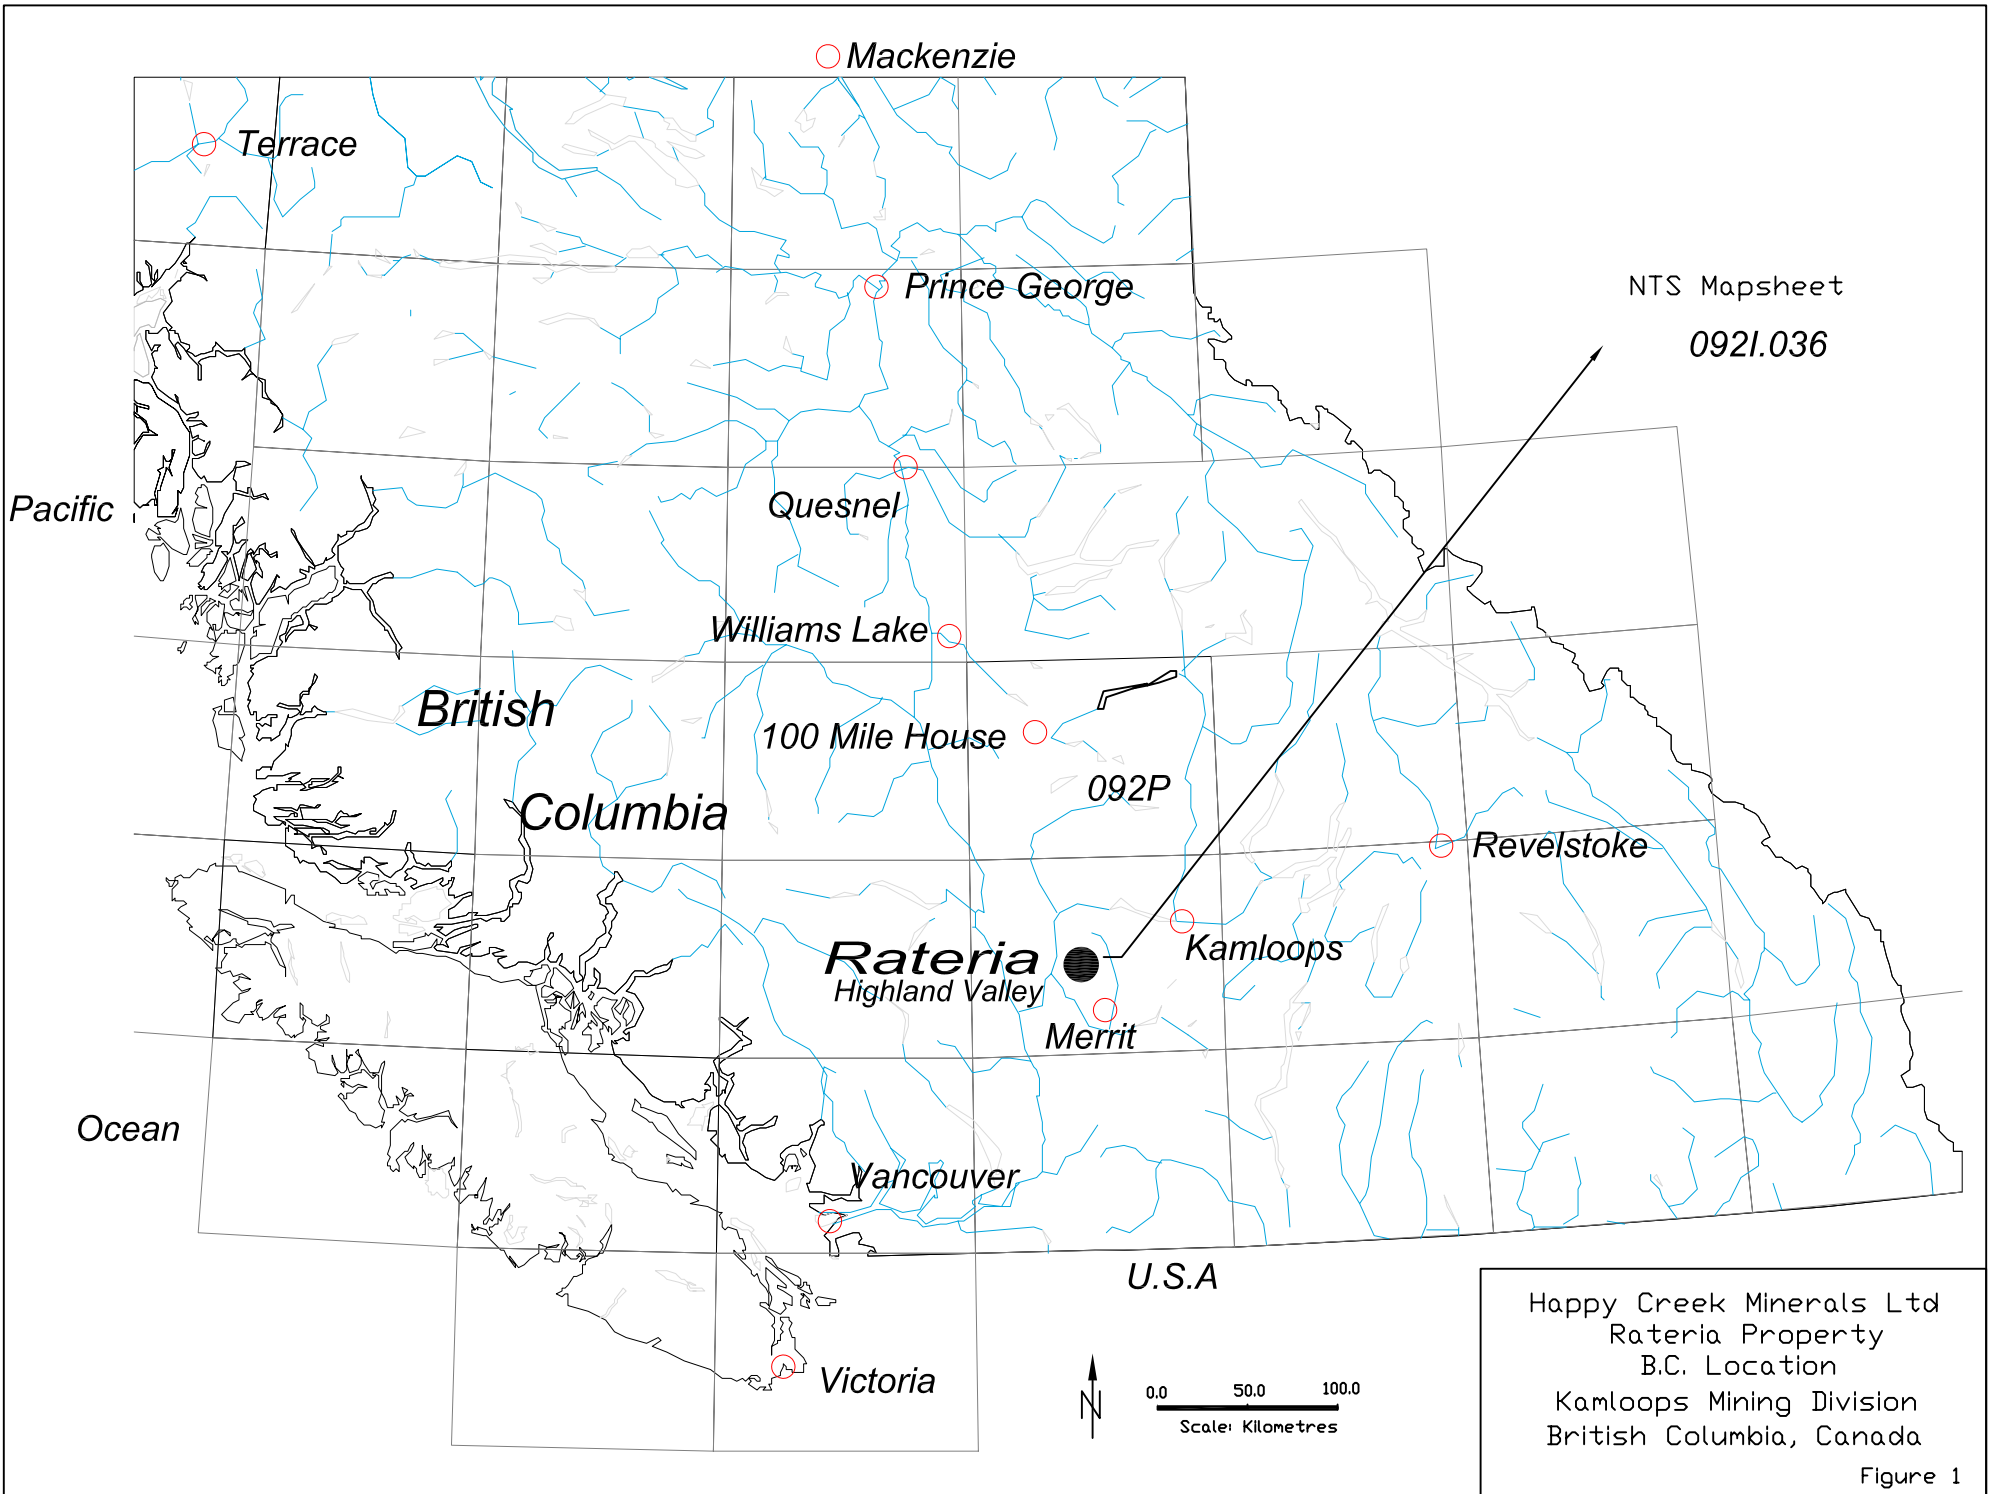 Mackenzie
Terrace
Prince George
NTS Mapsheet
092I.036
Pacific
Quesnel
Williams Lake
British
100 Mile House
092P
Columbia
Revelstoke
Rateria
Highland Valley
Kamloops
Merrit
Ocean
Vancouver
U.S.A
Victoria
N
0.0 50.0 100.0
Scale: Kilometres
Happy Creek Minerals Ltd
Rateria Property
B.C. Location
Kamloops Mining Division
British Columbia, Canada
Figure 1